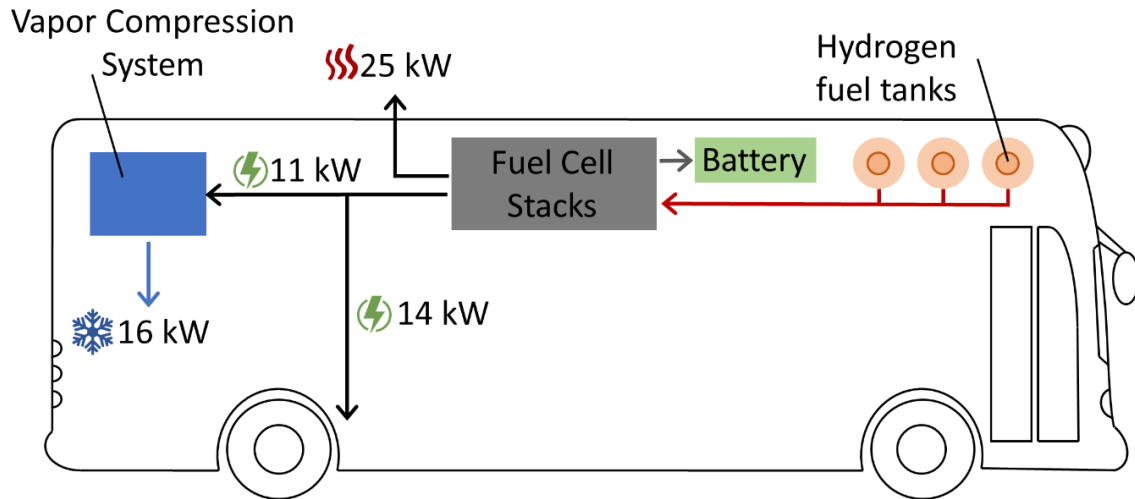 Vapor Compression
System
25 kW
Hydrogen
fuel tanks
11 kW
Fuel Cell
Stacks
Battery
14 kW
16 kW